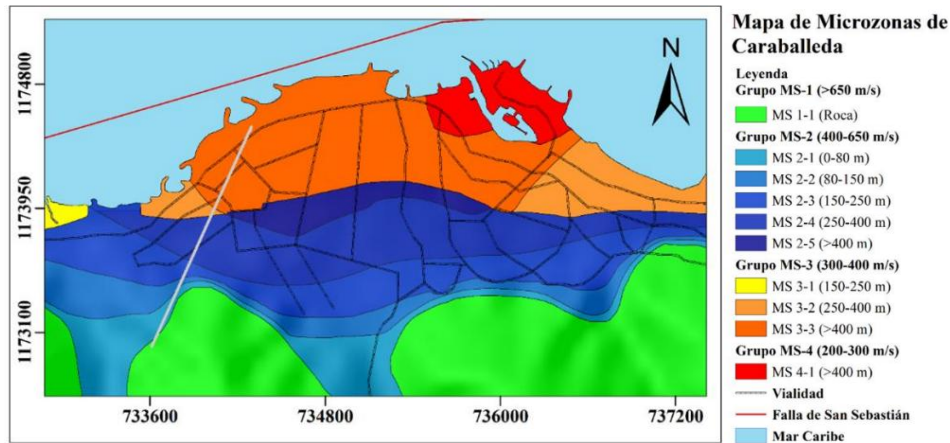 Mapa de Microzonas de
Caraballeda
Leyenda
Grupo MS-1 (>650 m/s)
MS 1-1 (Roca)
Grupo MS-2 (400-650 m/s)
MS 2-1 (0-80 m)
MS 2-2 (80-150 m)
MS 2-3 (150-250 m)
MS 2-4 (250-400 m)
MS 2-5 (>400 m)
Grupo MS-3 (300-400 m/s)
MS 3-1 (150-250 m)
MS 3-2 (250-400 m)
MS 3-3 (>400 m)
Grupo MS-4 (200-300 m/s)
MS 4-1 (>400 m)
Vialidad
Falla de San Sebastián
Mar Caribe
N
1174800
1173950
1173100
733600
734800
736000
737200